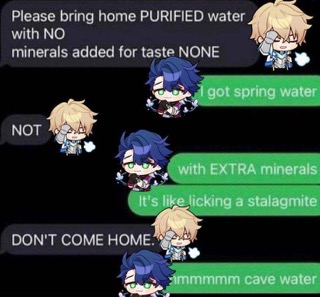 Please bring home PURIFIED water
with NO
minerals added for taste NONE
I got spring water
NOT
with EXTRA minerals
It's like licking a stalagmite
DON'T COME HOME.
mmmmmm cave water